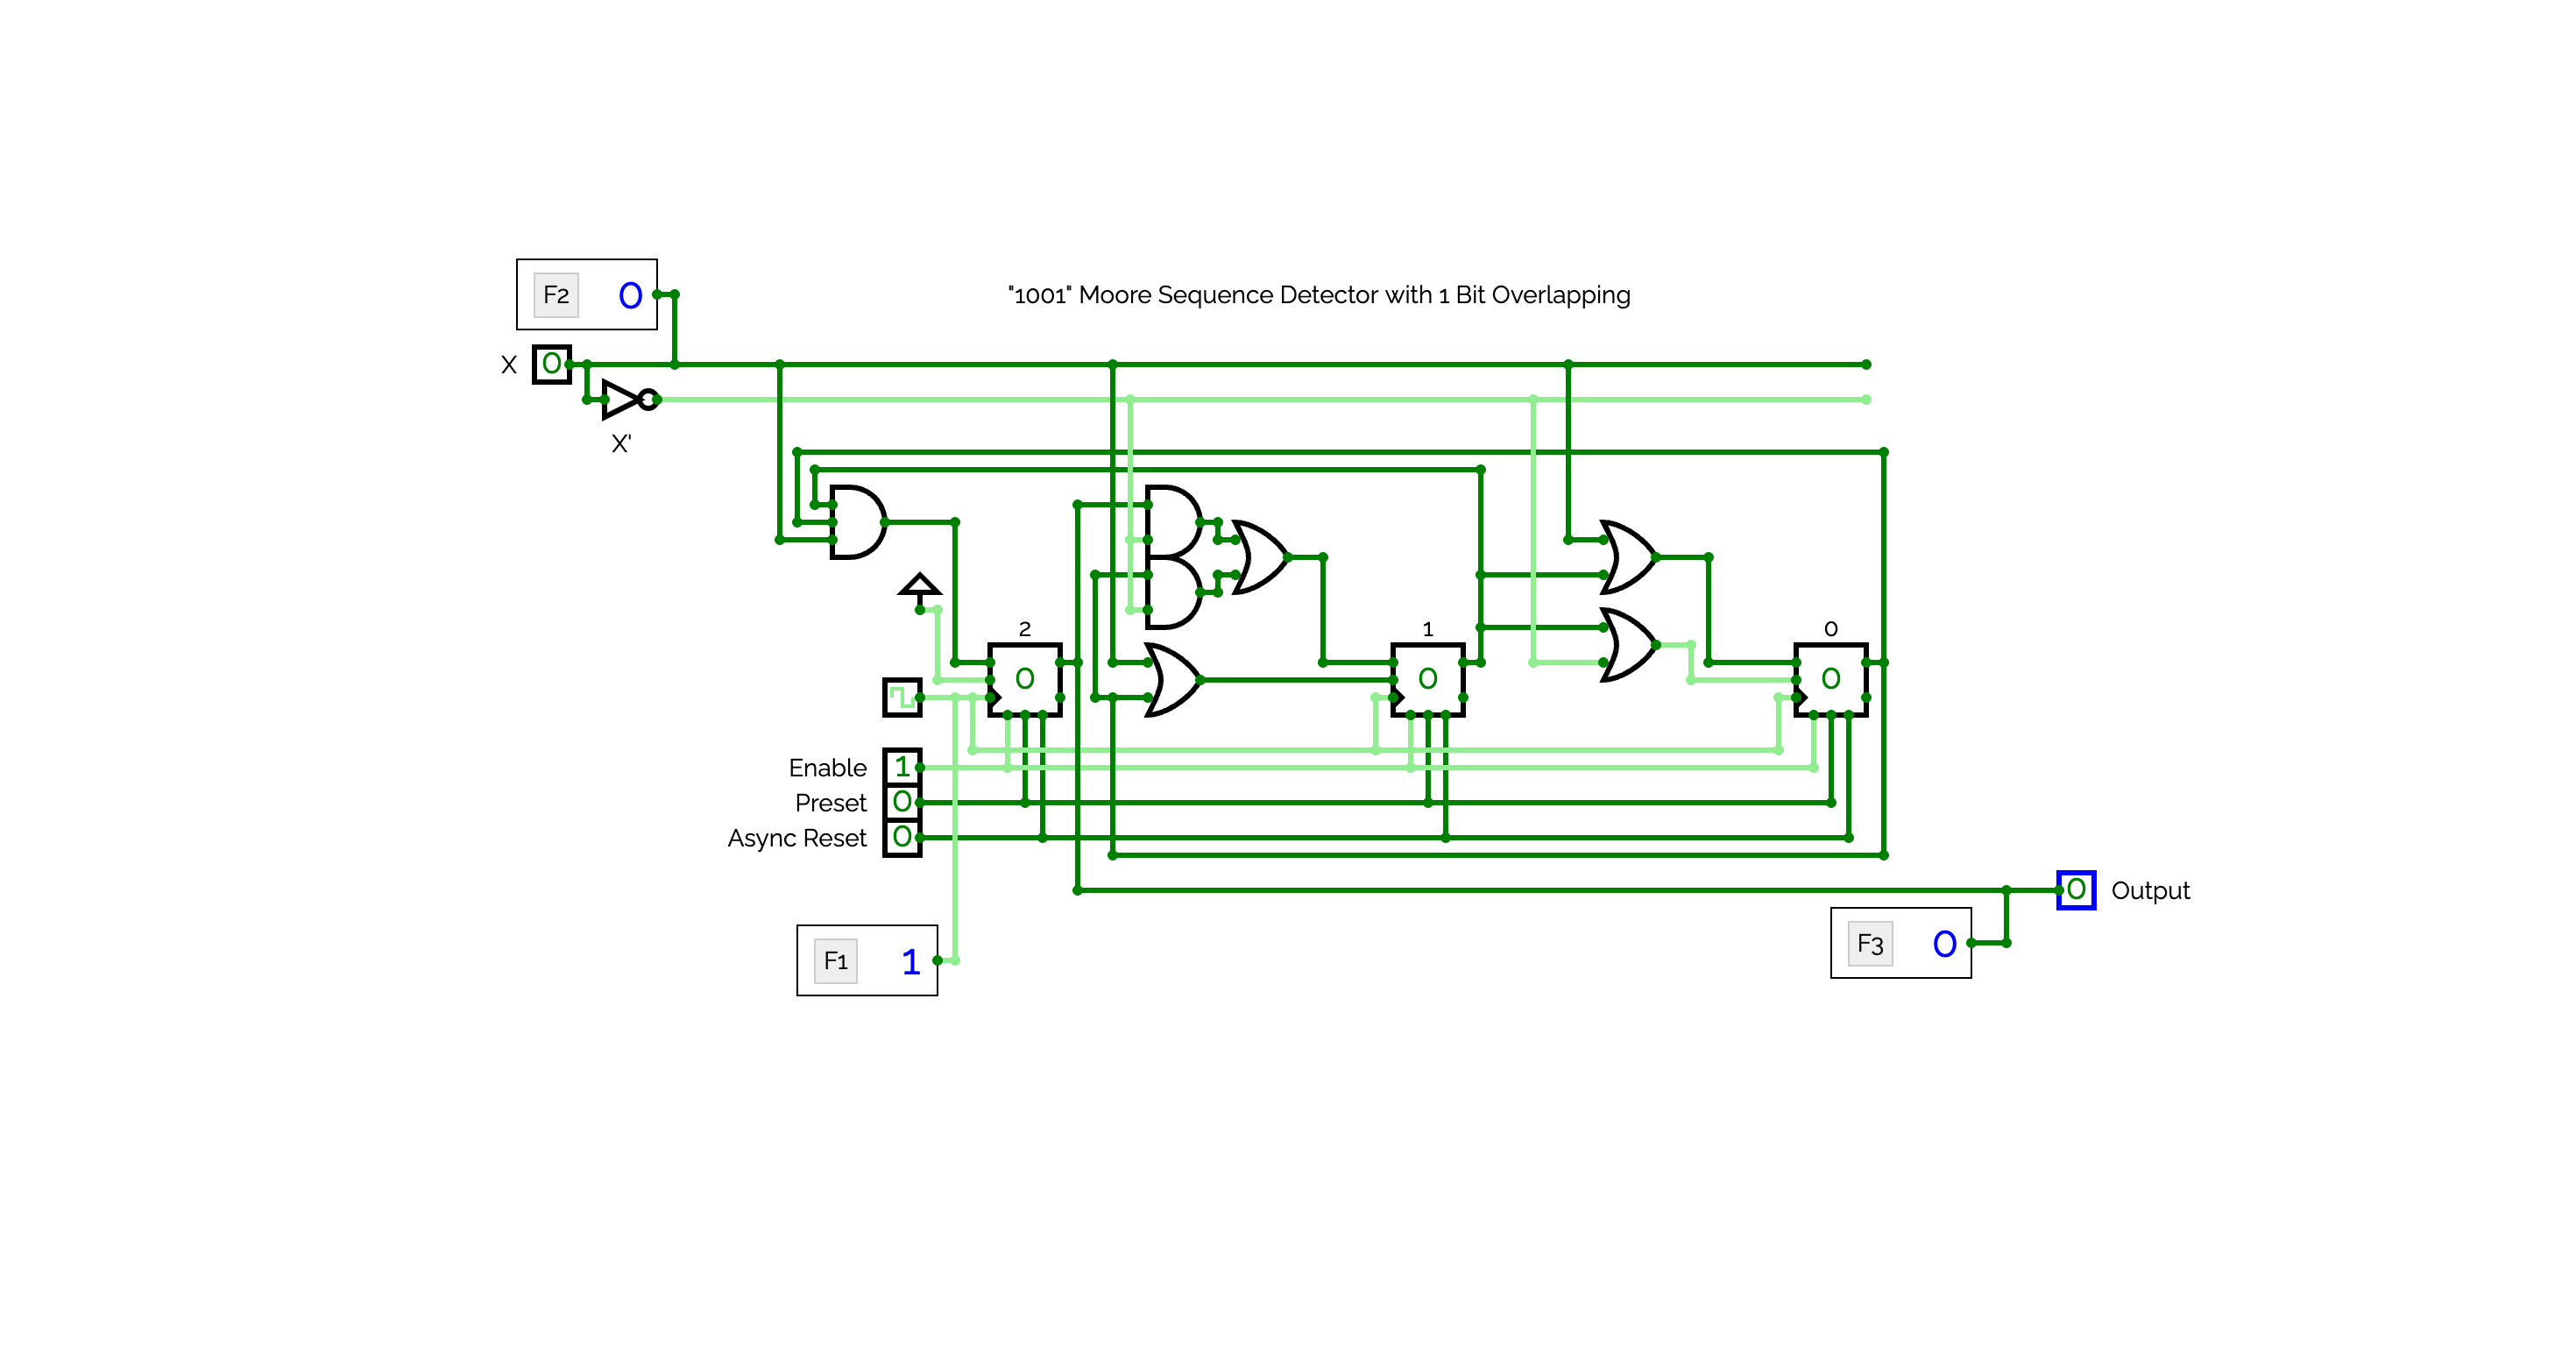 "1001" Moore Sequence Detector with 1 Bit Overlapping
F2 0
X 0
X'
2
1
0
0
0
0
Enable 1
Preset 0
Async Reset 0
0 Output
F3 0
F1 1